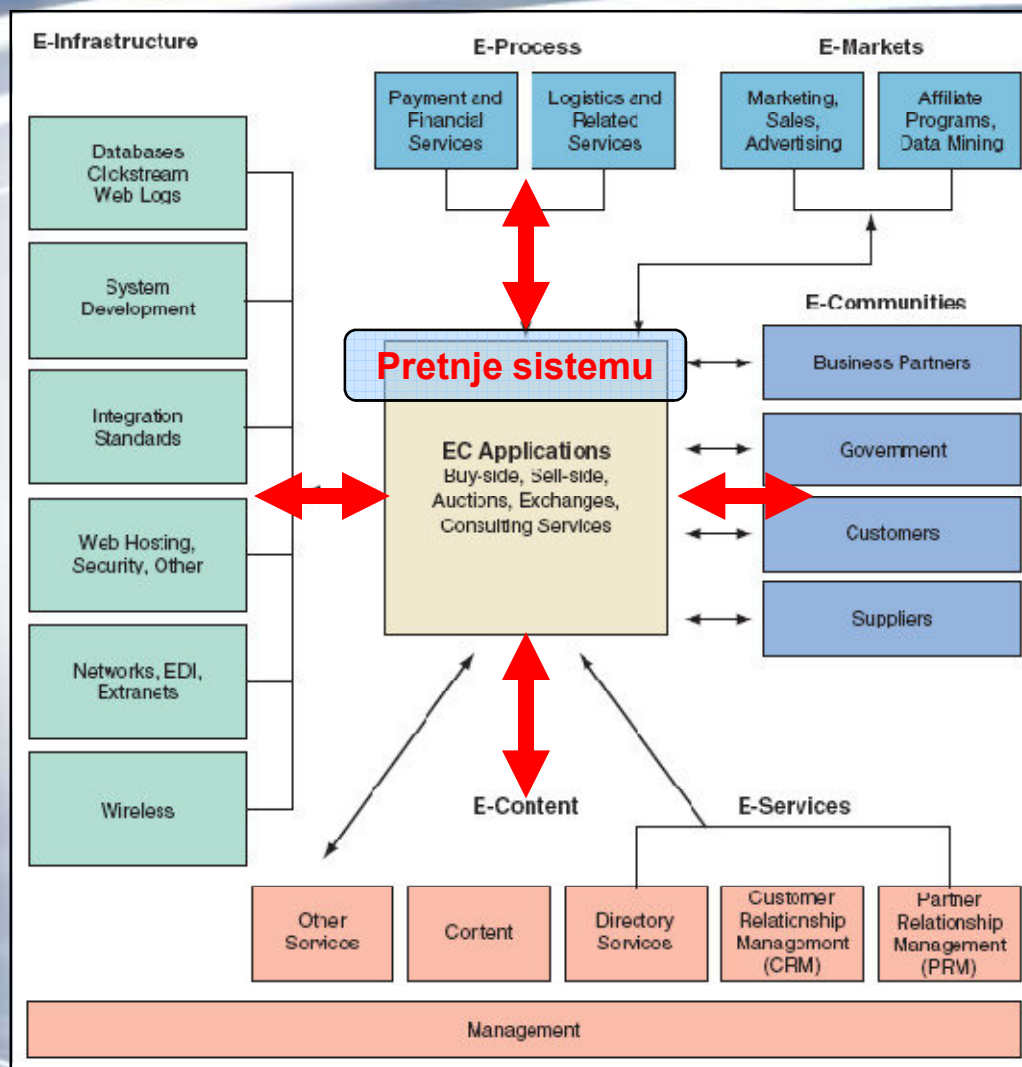 E-Infrastructure
E-Process
E-Markets
Payment and
Financial
Services
Logistics and
Related
Services
Marketing,
Sales,
Advertising
Affiliate
Programs,
Data Mining
Databases
Clickstream
Web Logs
System
Development
Integration
Standards
Web Hosting,
Security, Other
Networks, EDI,
Extranets
Wireless
Pretnje sistemu
EC Applications
Buy-side, Sell-side,
Auctions, Exchanges,
Consulting Services
E-Communities
Business Partners
Government
Customers
Suppliers
E-Content
E-Services
Other
Services
Content
Directory
Services
Customer
Relationship
Management
(CRM)
Partner
Relationship
Management
(PRM)
Management